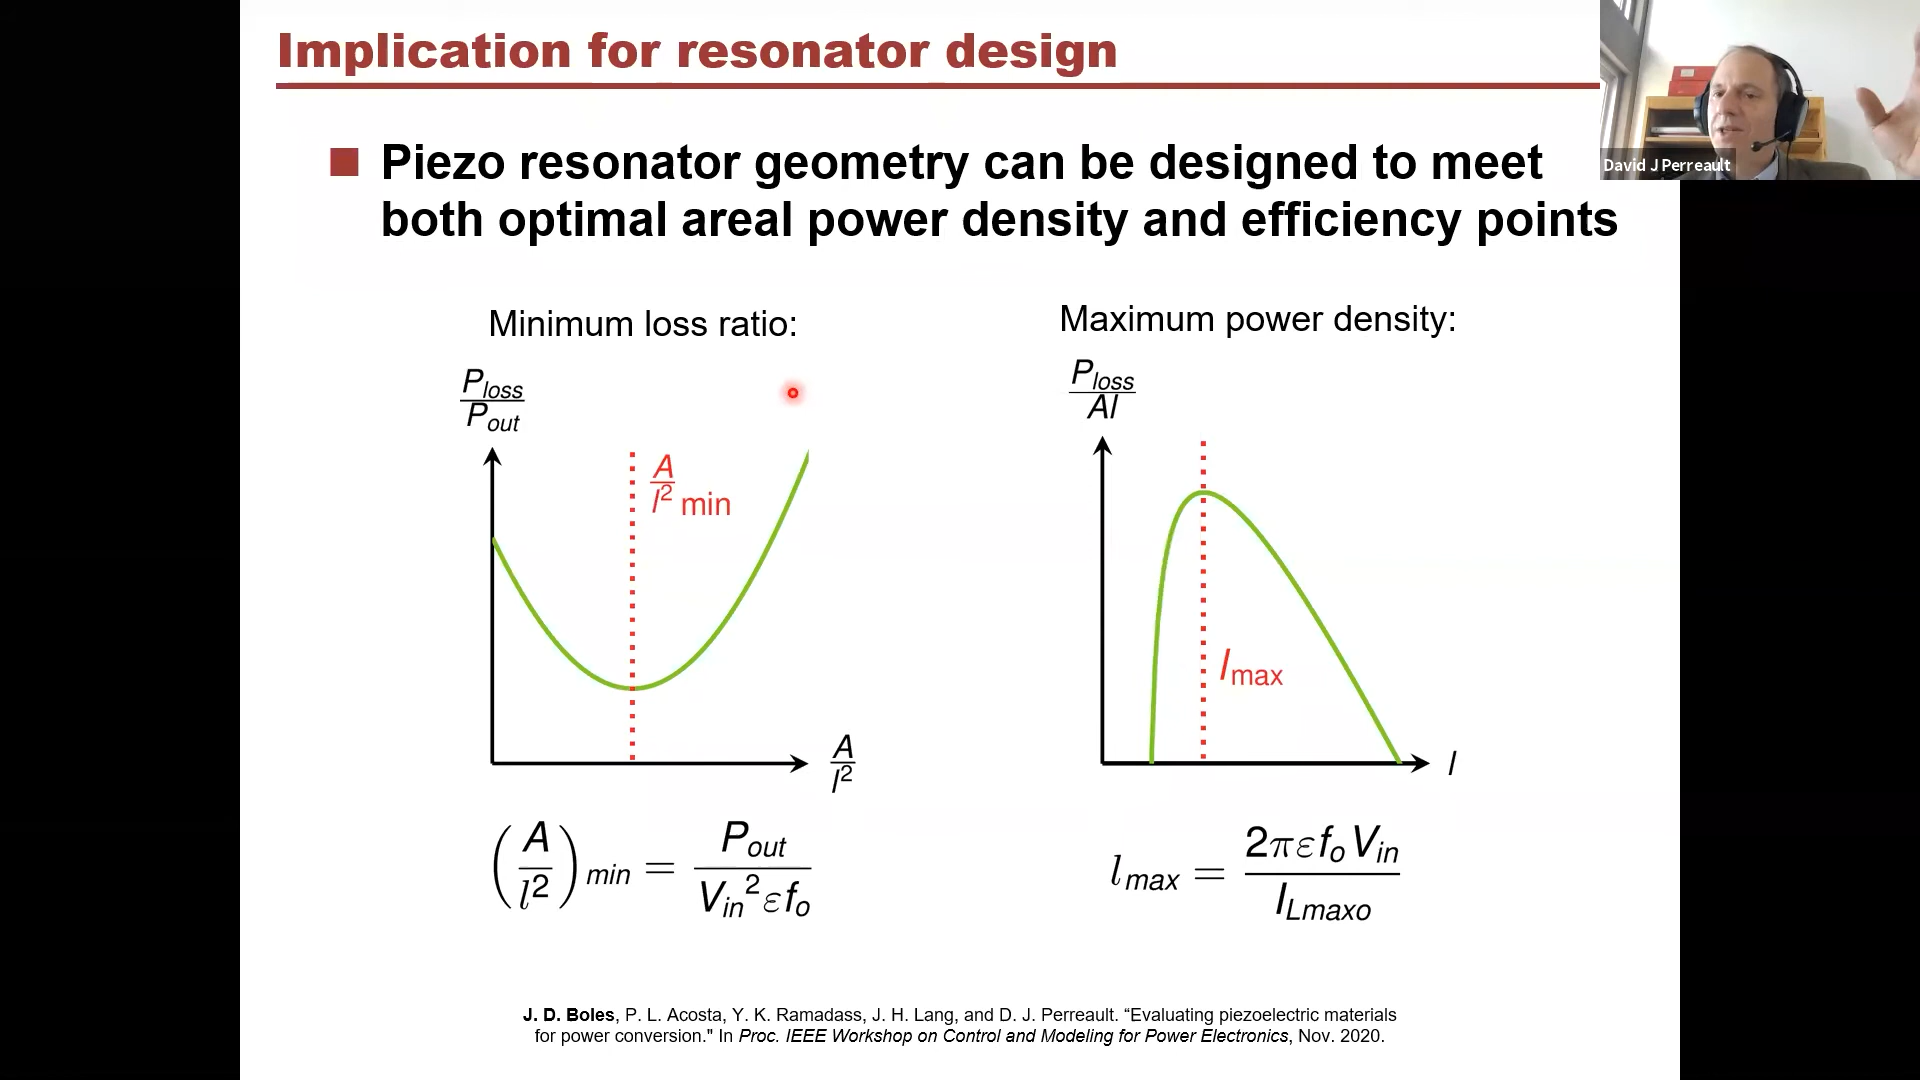 Implication for resonator design
David J Perreault
■ Piezo resonator geometry can be designed to meet
both optimal areal power density and efficiency points
Minimum loss ratio:
P_loss / P_out
A / l² min
A / l²
(A / l²)_min = P_out / (V_in² ε f_o)
Maximum power density:
P_loss / Al
l_max
l
l_max = 2πεf_oV_in / I_Lmaxo
J. D. Boles, P. L. Acosta, Y. K. Ramadass, J. H. Lang, and D. J. Perreault. “Evaluating piezoelectric materials
for power conversion." In Proc. IEEE Workshop on Control and Modeling for Power Electronics, Nov. 2020.